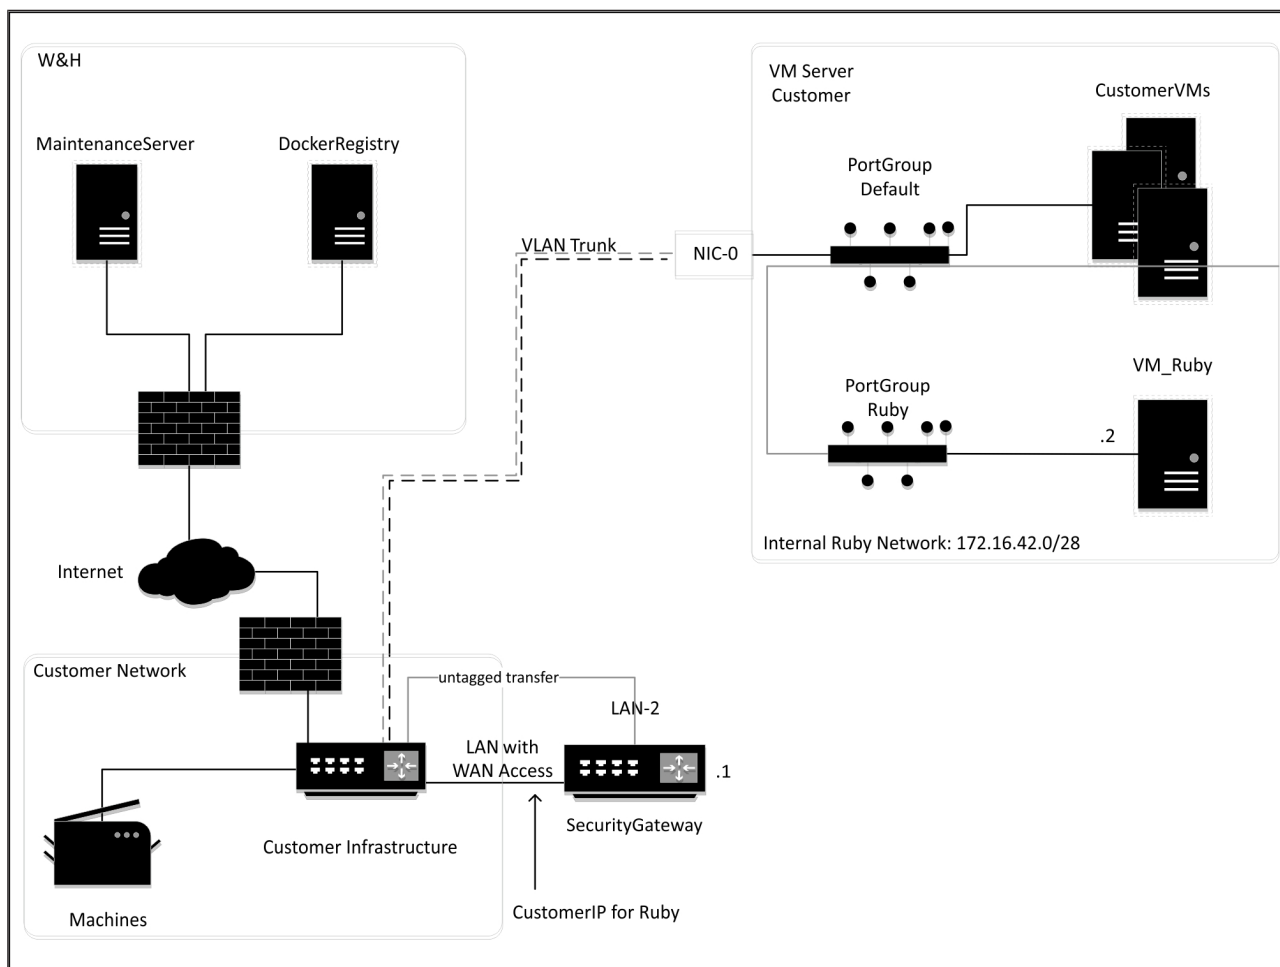 W&H
MaintenanceServer
DockerRegistry
VM Server
Customer
CustomerVMs
PortGroup
Default
VLAN Trunk
NIC-0
VM_Ruby
PortGroup
Ruby
.2
Internal Ruby Network: 172.16.42.0/28
Internet
Customer Network
untagged transfer
LAN-2
LAN with
WAN Access
.1
SecurityGateway
Customer Infrastructure
CustomerIP for Ruby
Machines